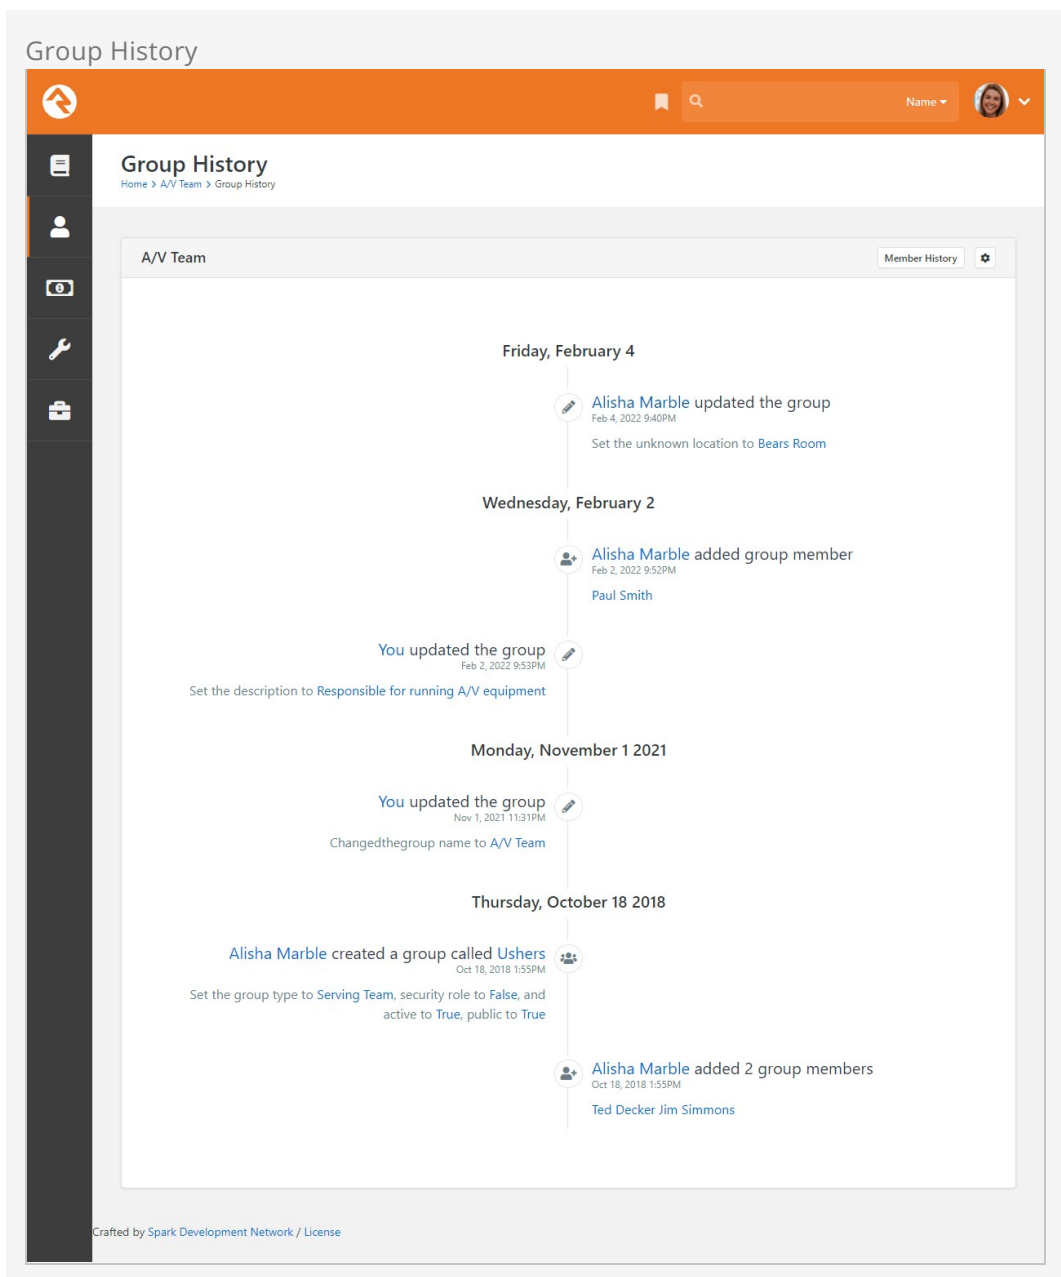 Group History
Name
Group History
Home > A/V Team > Group History
A/V Team
Member History
Friday, February 4
Alisha Marble updated the group
Feb 4, 2022 9:40PM
Set the unknown location to Bears Room
Wednesday, February 2
Alisha Marble added group member
Feb 2, 2022 9:52PM
Paul Smith
You updated the group
Feb 2, 2022 9:53PM
Set the description to Responsible for running A/V equipment
Monday, November 1 2021
You updated the group
Nov 1, 2021 11:31PM
Changedthegroup name to A/V Team
Thursday, October 18 2018
Alisha Marble created a group called Ushers
Oct 18, 2018 1:55PM
Set the group type to Serving Team, security role to False, and
active to True, public to True
Alisha Marble added 2 group members
Oct 18, 2018 1:55PM
Ted Decker Jim Simmons
Crafted by Spark Development Network / License